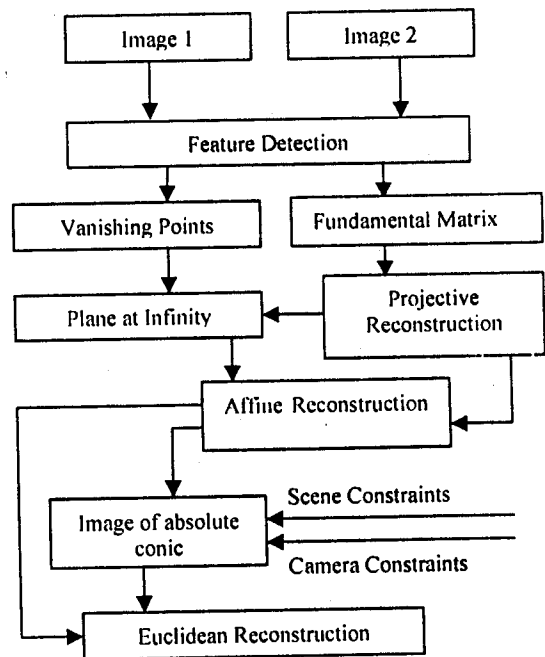 Image 1
Image 2
Feature Detection
Vanishing Points
Fundamental Matrix
Plane at Infinity
Projective
Reconstruction
Affine Reconstruction
Scene Constraints
Image of absolute
conic
Camera Constraints
Euclidean Reconstruction